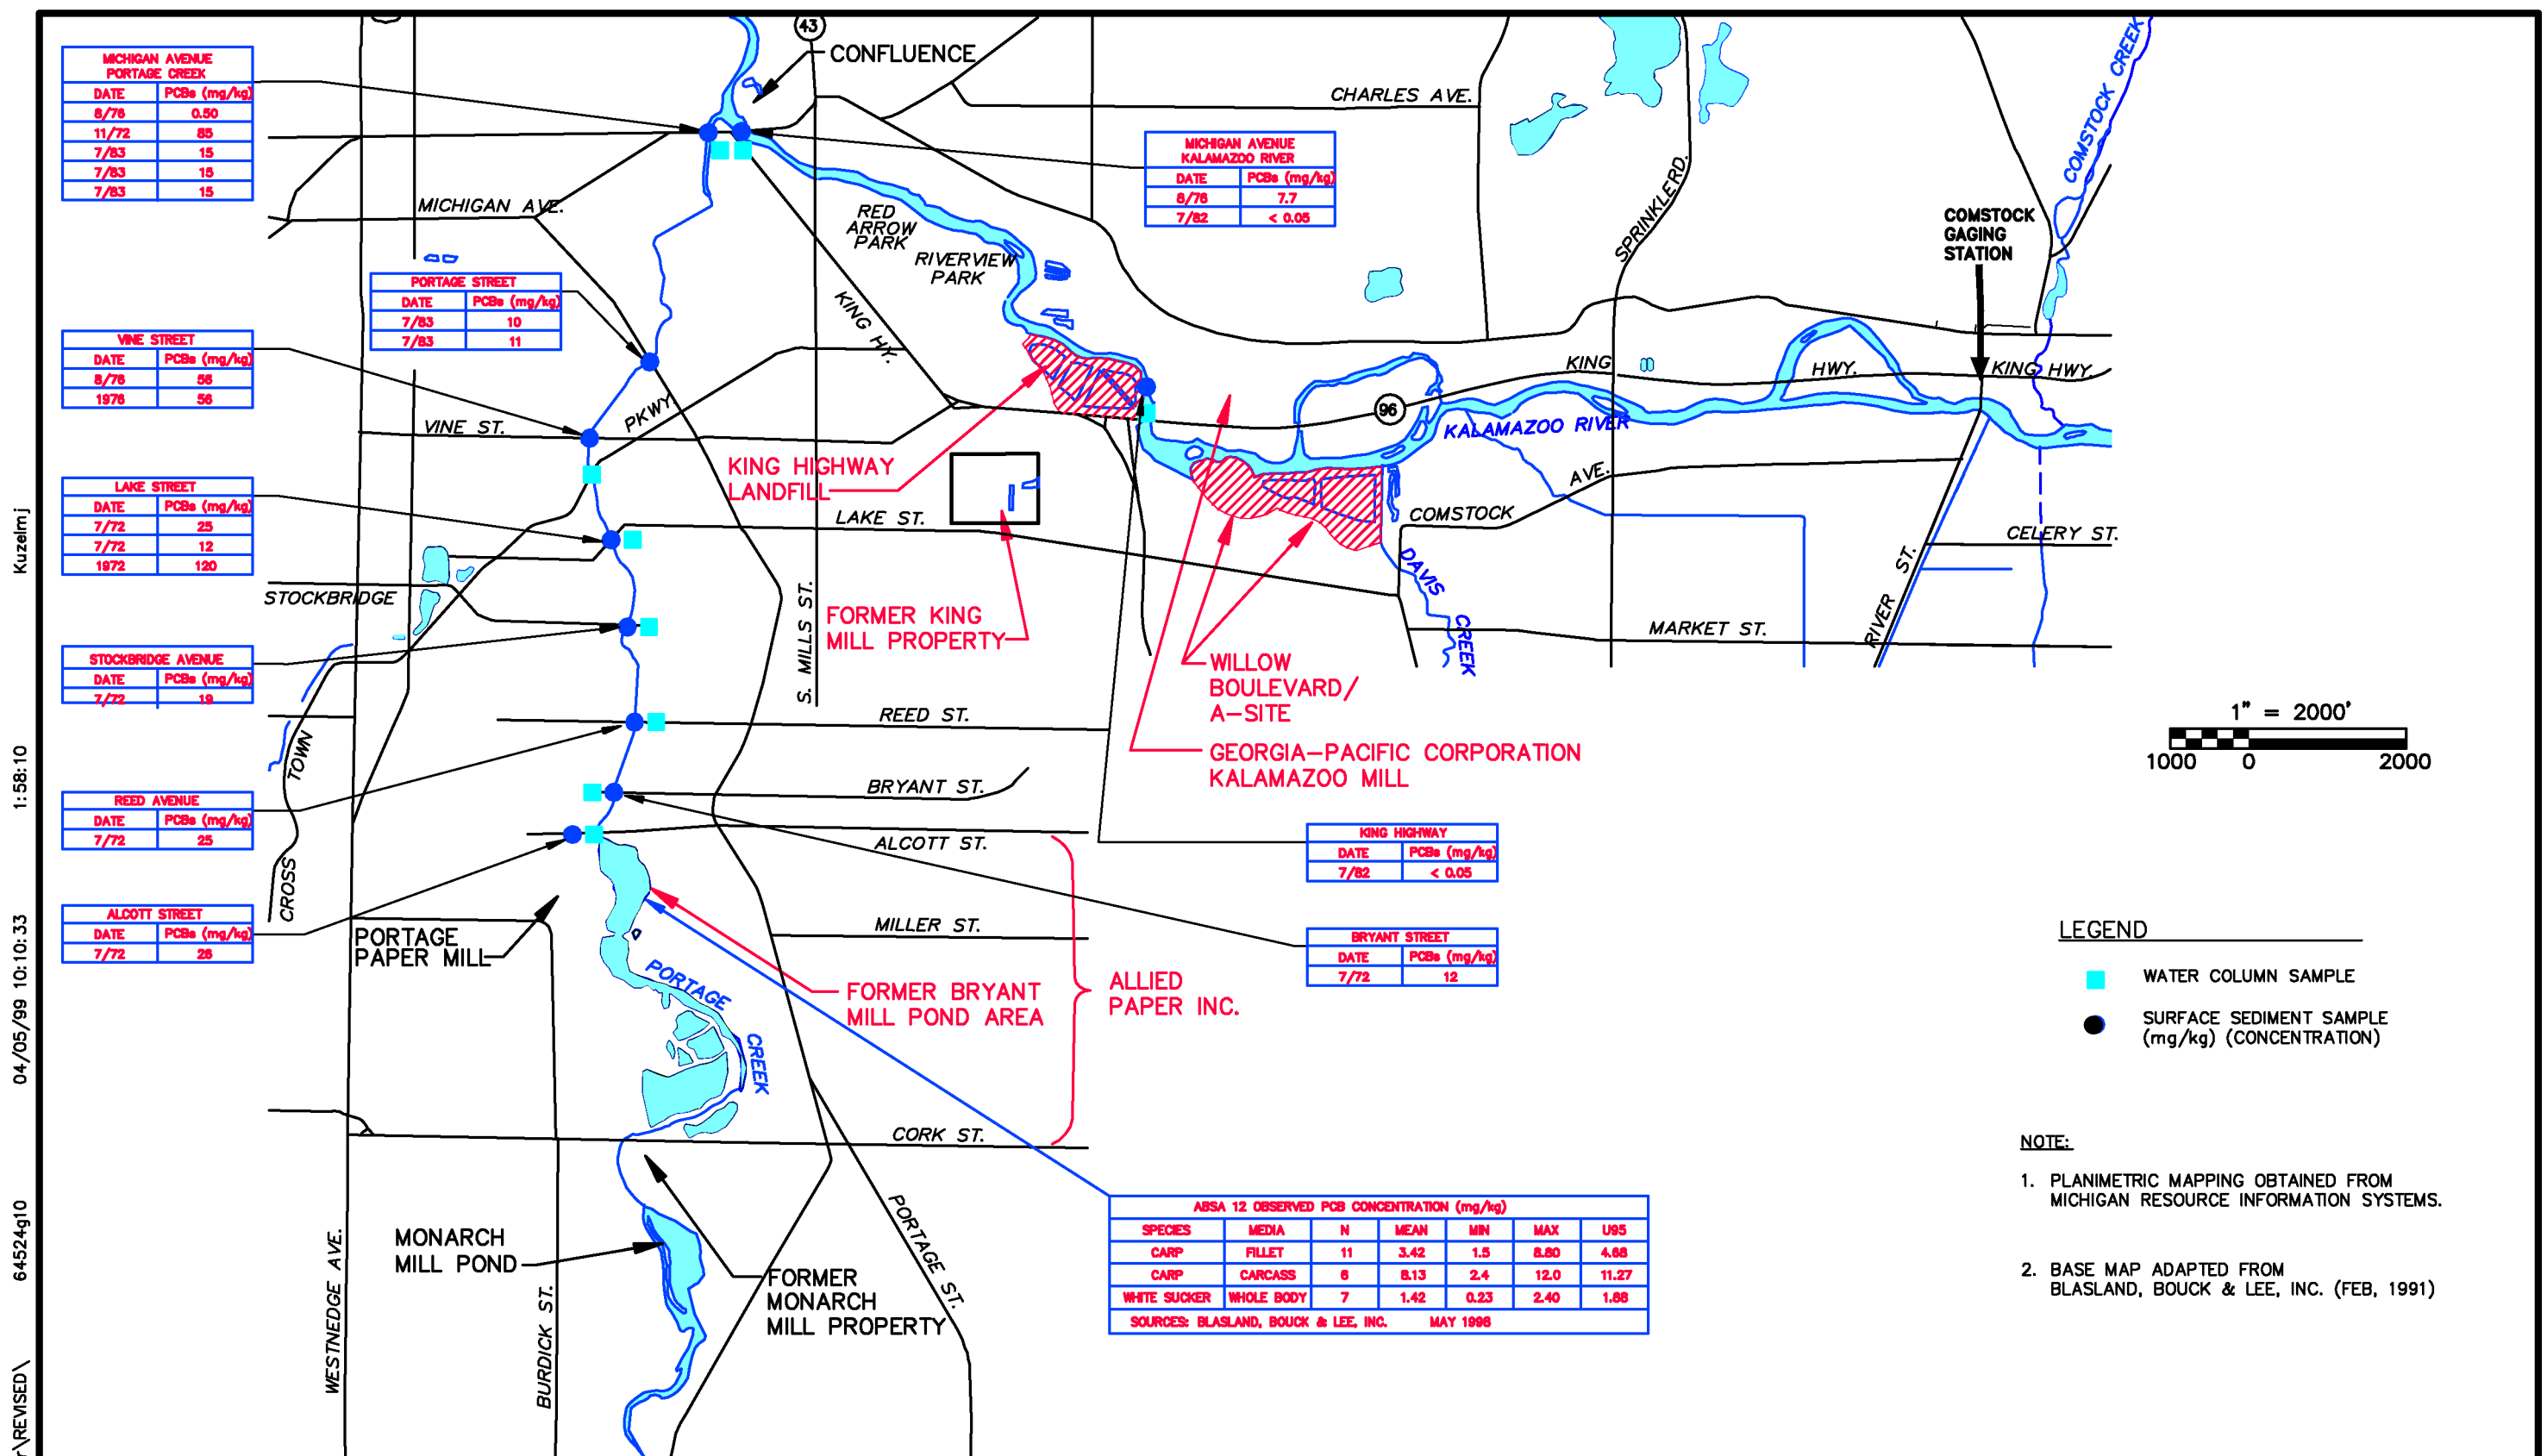 43
CONFLUENCE
MICHIGAN AVENUE
PORTAGE CREEK
DATE PCBs (mg/kg)
8/76 0.50
11/72 85
7/83 15
7/83 15
7/83 15
CHARLES AVE.
COMSTOCK CREEK
MICHIGAN AVENUE
KALAMAZOO RIVER
DATE PCBs (mg/kg)
8/76 7.7
7/82 < 0.05
MICHIGAN AVE.
RED
ARROW
PARK
RIVERVIEW
PARK
SPRINKLERD.
COMSTOCK
GAGING
STATION
PORTAGE STREET
DATE PCBs (mg/kg)
7/83 10
7/83 11
KING HY.
VINE STREET
DATE PCBs (mg/kg)
8/76 56
1976 56
KING
HWY.
KING HWY.
96
PKWY.
VINE ST.
KALAMAZOO RIVER
KING HIGHWAY
LANDFILL
LAKE STREET
DATE PCBs (mg/kg)
7/72 25
7/72 12
1972 120
LAKE ST.
COMSTOCK
AVE.
CELERY ST.
STOCKBRIDGE
S. MILLS ST.
FORMER KING
MILL PROPERTY
DAVIS
CREEK
RIVER
ST.
MARKET ST.
STOCKBRIDGE AVENUE
DATE PCBs (mg/kg)
7/72 19
WILLOW
BOULEVARD/
A-SITE
REED ST.
1" = 2000'
1000 0 2000
CROSS
TOWN
GEORGIA-PACIFIC CORPORATION
KALAMAZOO MILL
BRYANT ST.
REED AVENUE
DATE PCBs (mg/kg)
7/72 25
ALCOTT ST.
KING HIGHWAY
DATE PCBs (mg/kg)
7/82 < 0.05
ALCOTT STREET
DATE PCBs (mg/kg)
7/72 26
PORTAGE
PAPER MILL
MILLER ST.
BRYANT STREET
DATE PCBs (mg/kg)
7/72 12
LEGEND
WATER COLUMN SAMPLE
SURFACE SEDIMENT SAMPLE
(mg/kg) (CONCENTRATION)
PORTAGE
CREEK
FORMER BRYANT
MILL POND AREA
ALLIED
PAPER INC.
CORK ST.
NOTE:
1. PLANIMETRIC MAPPING OBTAINED FROM
MICHIGAN RESOURCE INFORMATION SYSTEMS.
2. BASE MAP ADAPTED FROM
BLASLAND, BOUCK & LEE, INC. (FEB, 1991)
ABSA 12 OBSERVED PCB CONCENTRATION (mg/kg)
SPECIES MEDIA N MEAN MIN MAX U95
CARP FILLET 11 3.42 1.5 8.80 4.68
CARP CARCASS 6 8.13 2.4 12.0 11.27
WHITE SUCKER WHOLE BODY 7 1.42 0.23 2.40 1.88
SOURCES: BLASLAND, BOUCK & LEE, INC. MAY 1998
WESTNEDGE AVE.
BURDICK ST.
PORTAGE ST.
MONARCH
MILL POND
FORMER
MONARCH
MILL PROPERTY
Kuzelmj
1:58:10
04/05/99 10:10:33
64524g10
r\REVISED\